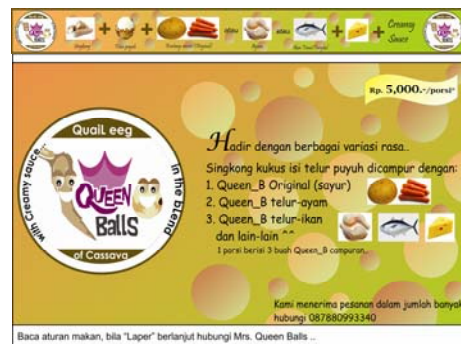 Creamy
Sauce
Rp. 5,000.-/porsi*
QuaiL eeg
with Creamy sauce
in the blend
QUEEN
BaLLS
of Cassava
Hadir dengan berbagai variasi rasa..
Singkong kukus isi telur puyuh dicampur dengan:
1. Queen_B Original (sayur)
2. Queen_B telur-ayam
3. Queen_B telur-ikan
dan lain-lain ^^
1 porsi berisi 3 buah Queen_B campuran..
Kami menerima pesanan dalam jumlah banyak
hubungi 087880993340
Baca aturan makan, bila "Laper" berlanjut hubungi Mrs. Queen Balls ..